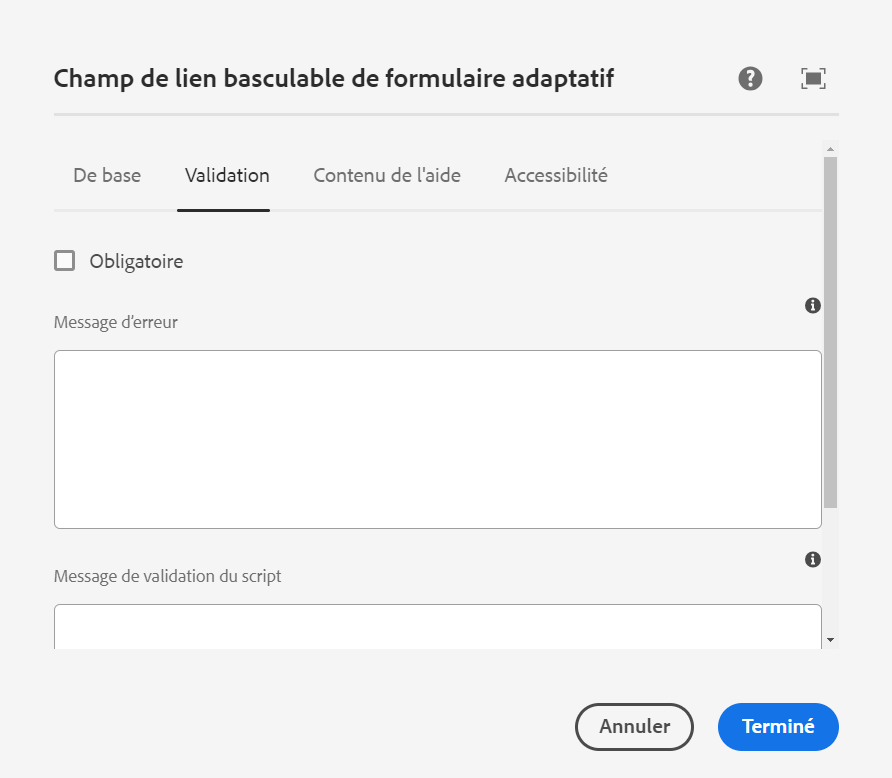 Champ de lien basculable de formulaire adaptatif
De base Validation Contenu de l'aide Accessibilité
Obligatoire
Message d’erreur
Message de validation du script
Annuler Terminé